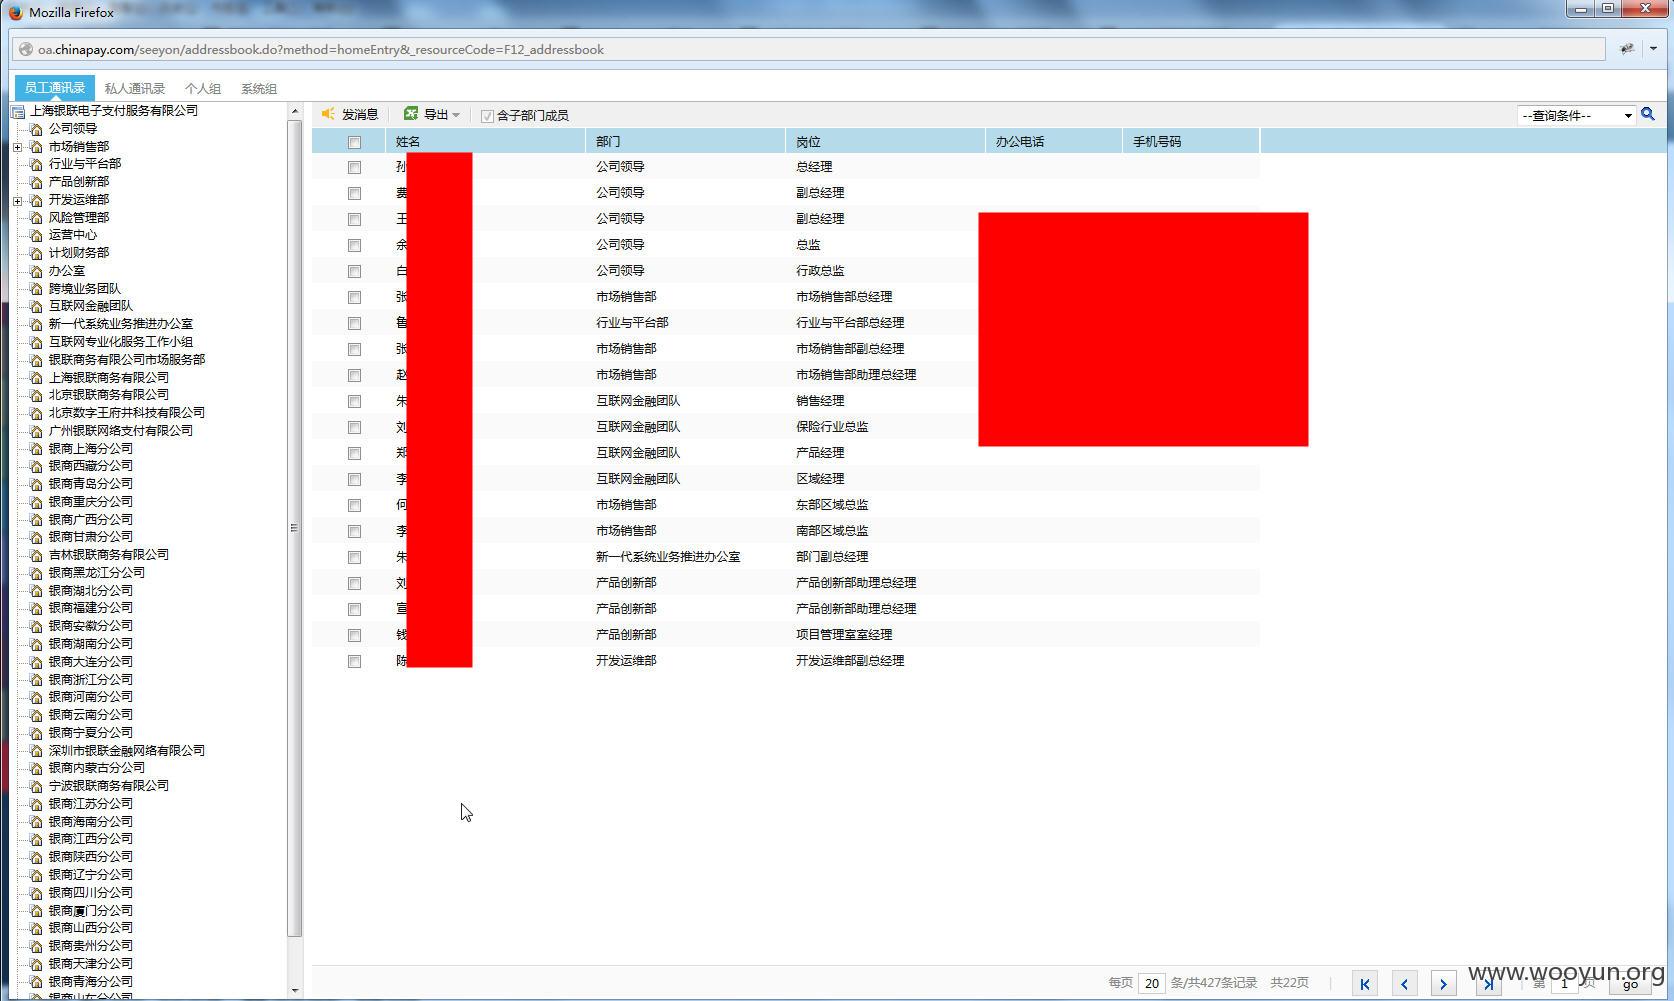 Mozilla Firefox
oa.chinapay.com/seeyon/addressbook.do?method=homeEntry&_resourceCode=F12_addressbook
员工通讯录 私人通讯录 个人组 系统组
发消息 导出 含子部门成员 --查询条件--
上海银联电子支付服务有限公司
公司领导
市场销售部
行业与平台部
产品创新部
开发运维部
风险管理部
运营中心
计划财务部
办公室
跨境业务团队
互联网金融团队
新一代系统业务推进办公室
互联网专业化服务工作小组
银联商务有限公司市场服务部
上海银联商务有限公司
北京银联商务有限公司
北京数字王府井科技有限公司
广州银联网络支付有限公司
银商上海分公司
银商西藏分公司
银商青岛分公司
银商重庆分公司
银商广西分公司
银商甘肃分公司
吉林银联商务有限公司
银商黑龙江分公司
银商湖北分公司
银商福建分公司
银商安徽分公司
银商湖南分公司
银商大连分公司
银商浙江分公司
银商河南分公司
银商云南分公司
银商宁夏分公司
深圳市银联金融网络有限公司
银商内蒙古分公司
宁波银联商务有限公司
银商江苏分公司
银商海南分公司
银商江西分公司
银商陕西分公司
银商辽宁分公司
银商四川分公司
银商厦门分公司
银商山西分公司
银商贵州分公司
银商天津分公司
银商青海分公司
银商山东分公司
姓名 部门 岗位 办公电话 手机号码
孙 公司领导 总经理
公司领导 副总经理
王 公司领导 副总经理
余 公司领导 总监
白 公司领导 行政总监
张 市场销售部 市场销售部总经理
鲁 行业与平台部 行业与平台部总经理
张 市场销售部 市场销售部副总经理
赵 市场销售部 市场销售部助理总经理
朱 互联网金融团队 销售经理
刘 互联网金融团队 保险行业总监
郑 互联网金融团队 产品经理
李 互联网金融团队 区域经理
何 市场销售部 东部区域总监
李 市场销售部 南部区域总监
朱 新一代系统业务推进办公室 部门副总经理
刘 产品创新部 产品创新部助理总经理
宣 产品创新部 产品创新部助理总经理
钱 产品创新部 项目管理室室经理
陈 开发运维部 开发运维部副总经理
每页 20 条/共427条记录 共22页 第 1 页 go
www.wooyun.org